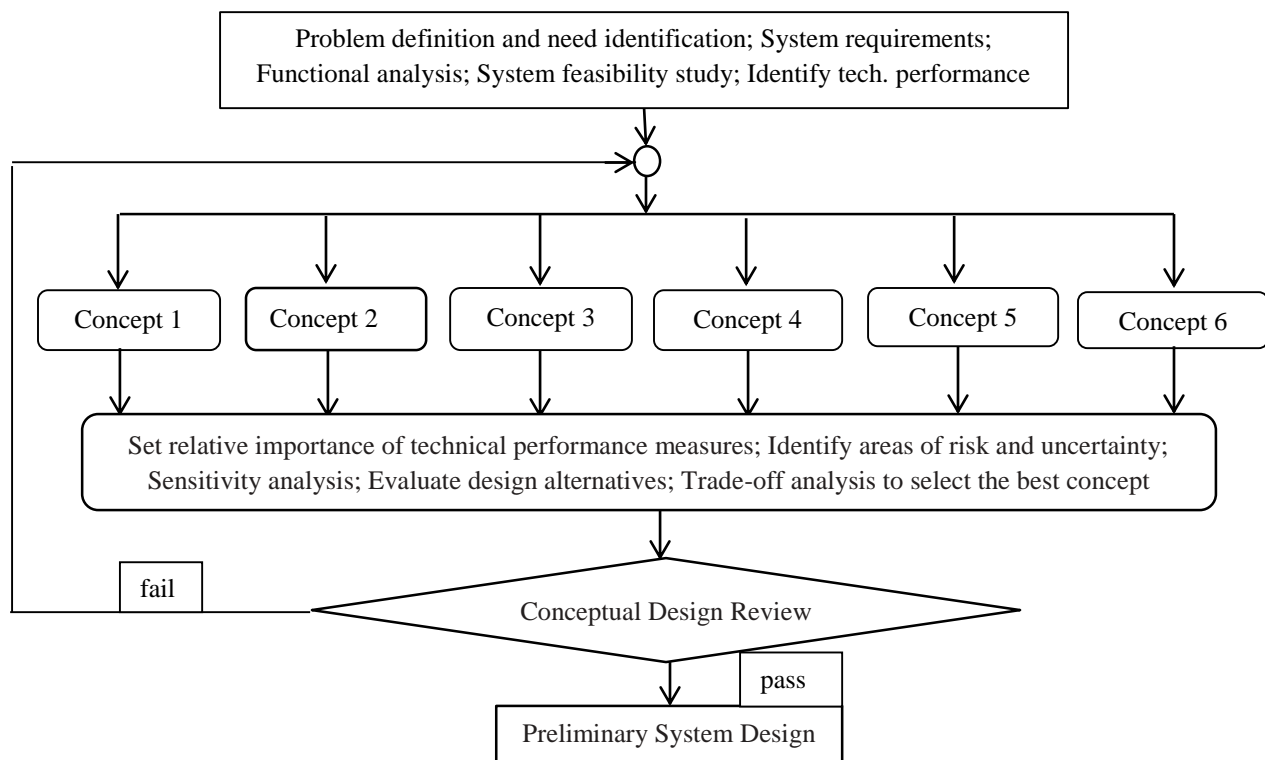 Problem definition and need identification; System requirements;
Functional analysis; System feasibility study; Identify tech. performance
Concept 1
Concept 2
Concept 3
Concept 4
Concept 5
Concept 6
Set relative importance of technical performance measures; Identify areas of risk and uncertainty;
Sensitivity analysis; Evaluate design alternatives; Trade-off analysis to select the best concept
fail
Conceptual Design Review
pass
Preliminary System Design